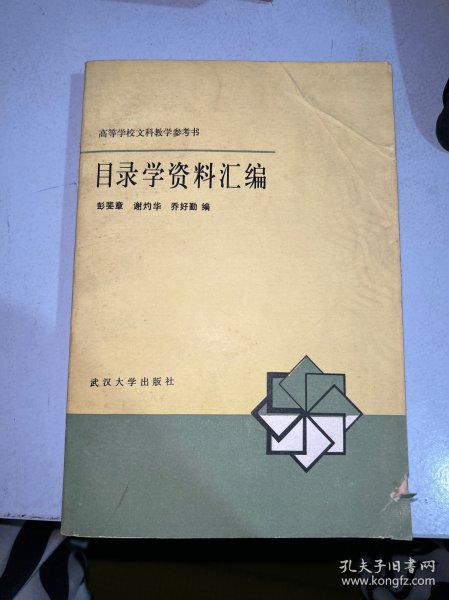 高等学校文科教学参考书
目录学资料汇编
彭斐章 谢灼华 乔好勤 编
武汉大学出版社
孔夫子旧书网
www.kongfz.com